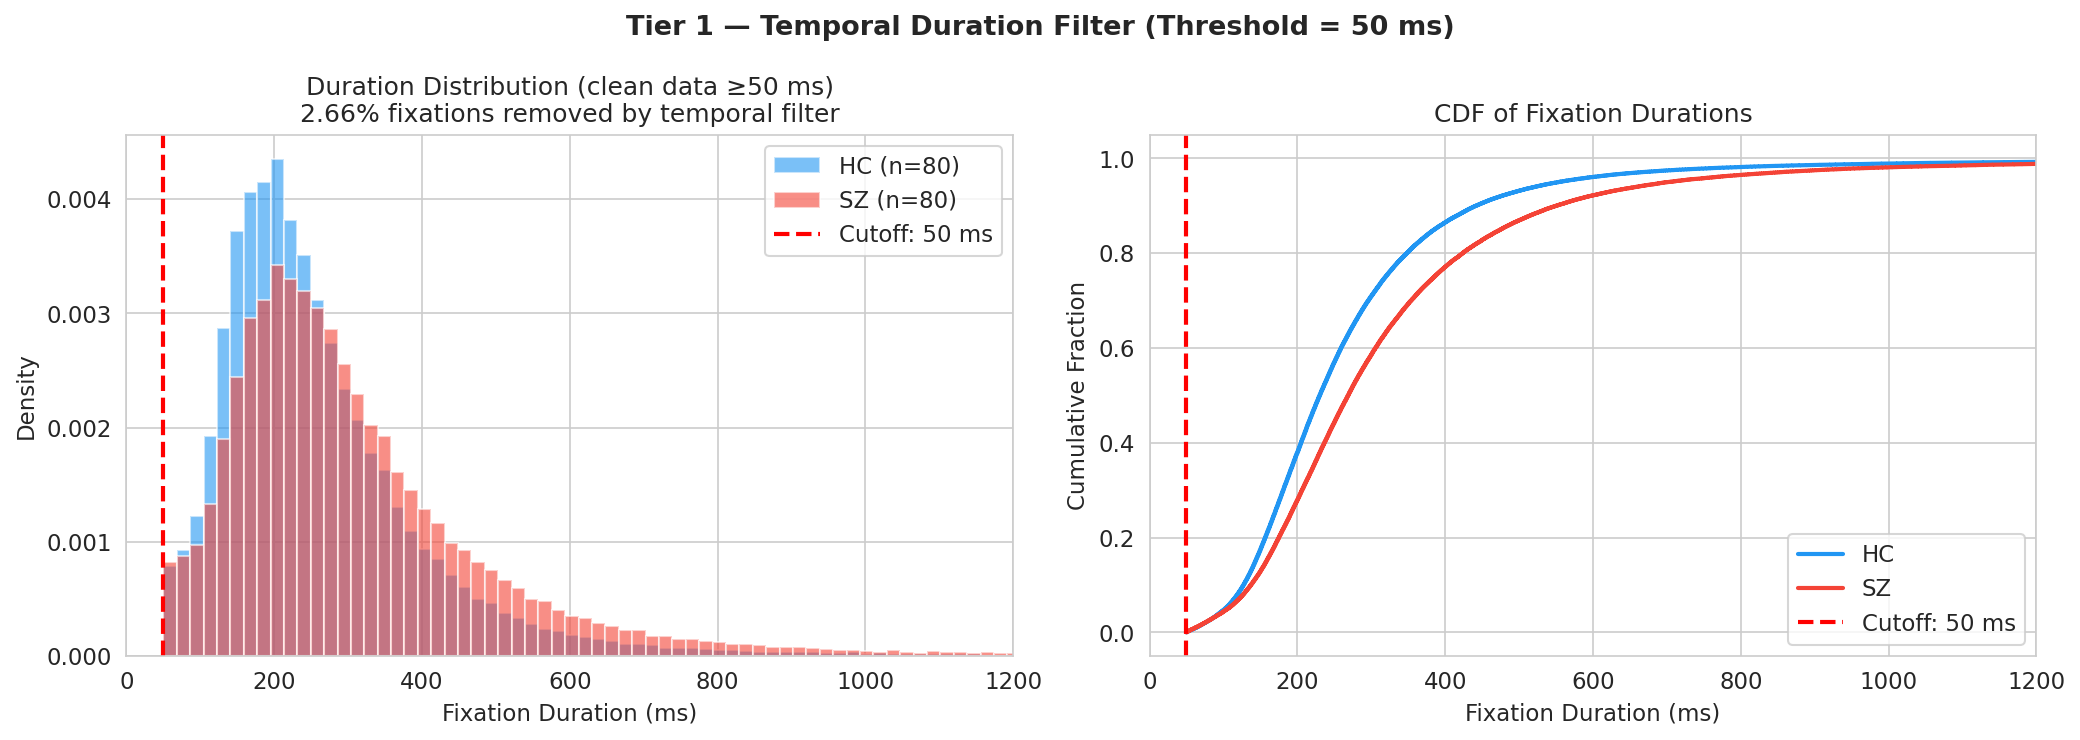 Tier 1 — Temporal Duration Filter (Threshold = 50 ms)
Duration Distribution (clean data ≥50 ms)
2.66% fixations removed by temporal filter
HC (n=80)
SZ (n=80)
Cutoff: 50 ms
Density
0.004
0.003
0.002
0.001
0.000
0 200 400 600 800 1000 1200
Fixation Duration (ms)
CDF of Fixation Durations
Cumulative Fraction
1.0
0.8
0.6
0.4
0.2
0.0
HC
SZ
Cutoff: 50 ms
0 200 400 600 800 1000 1200
Fixation Duration (ms)